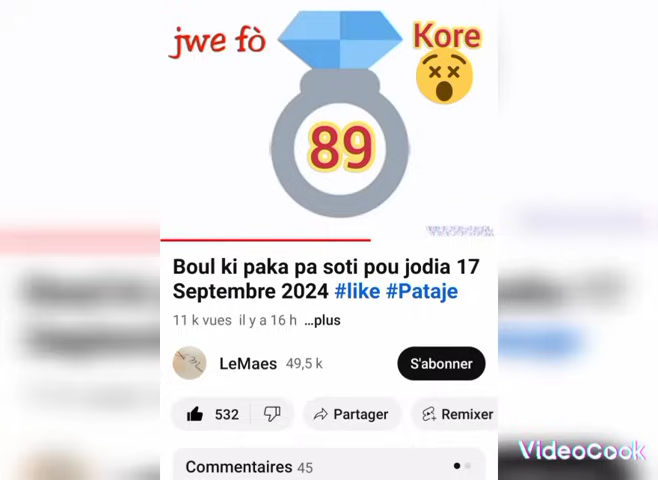 jwe fò
Kore
89
Boul ki paka pa soti pou jodia 17
Septembre 2024 #like #Pataje
11 k vues il y a 16 h ...plus
LeMaes 49,5 k
S'abonner
532
Partager
Remixer
Commentaires 45
VideoCook